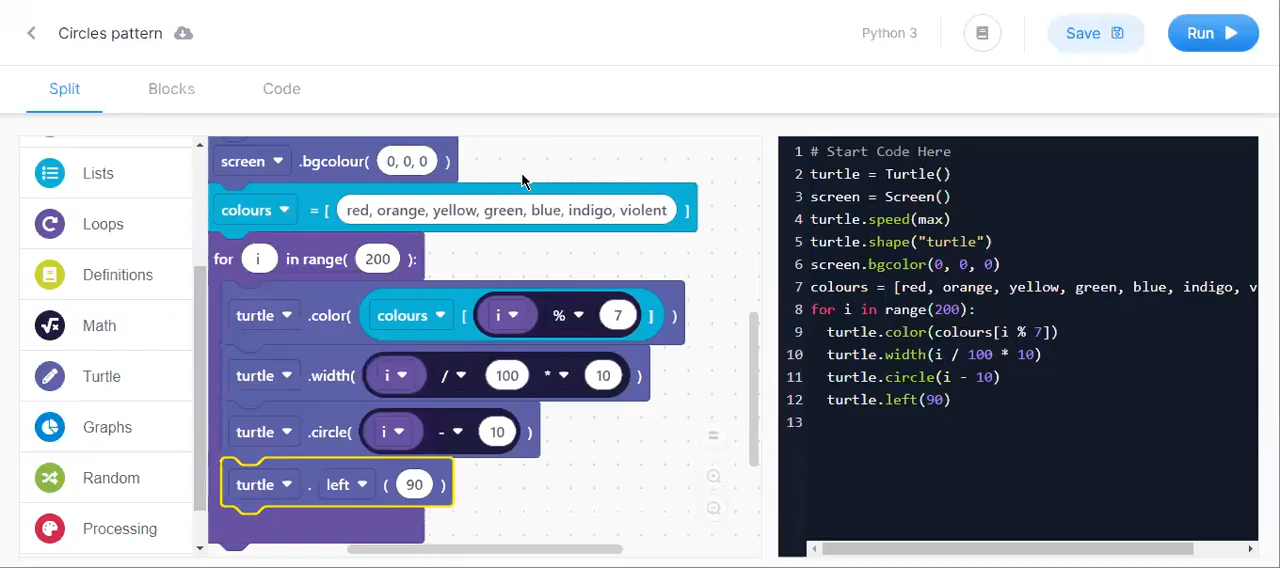 Circles pattern
Python 3
Save
Run
Split
Blocks
Code
Lists
Loops
Definitions
Math
Turtle
Graphs
Random
Processing
screen .bgcolour( 0, 0, 0 )
colours = [ red, orange, yellow, green, blue, indigo, violent ]
for i in range( 200 ):
turtle .color( colours [ i % 7 ] )
turtle .width( i / 100 * 10 )
turtle .circle( i - 10 )
turtle . left ( 90 )
1 # Start Code Here
2 turtle = Turtle()
3 screen = Screen()
4 turtle.speed(max)
5 turtle.shape("turtle")
6 screen.bgcolor(0, 0, 0)
7 colours = [red, orange, yellow, green, blue, indigo, v
8 for i in range(200):
9 turtle.color(colours[i % 7])
10 turtle.width(i / 100 * 10)
11 turtle.circle(i - 10)
12 turtle.left(90)
13